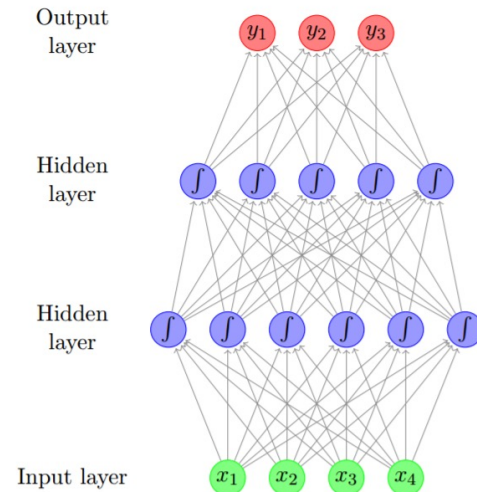 Output layer
y₁ y₂ y₃
Hidden layer
∫ ∫ ∫ ∫ ∫
Hidden layer
∫ ∫ ∫ ∫ ∫ ∫
Input layer
x₁ x₂ x₃ x₄